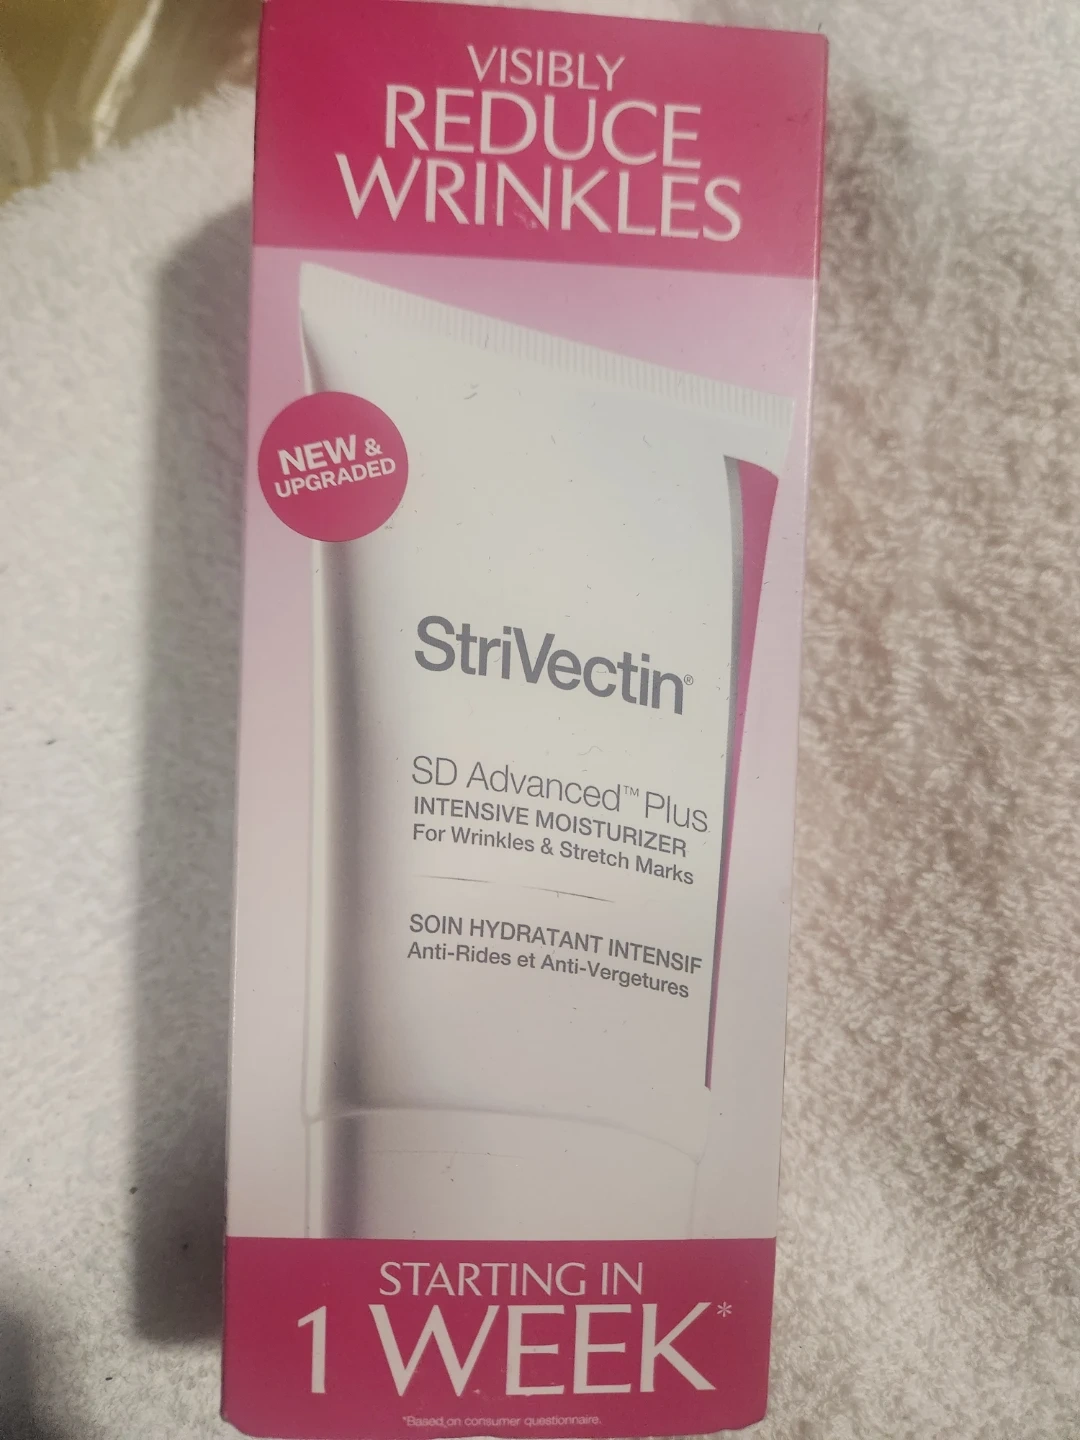 VISIBLY
REDUCE
WRINKLES
NEW &
UPGRADED
StriVectin®
SD Advanced™ Plus
INTENSIVE MOISTURIZER
For Wrinkles & Stretch Marks
SOIN HYDRATANT INTENSIF
Anti-Rides et Anti-Vergetures
STARTING IN
1 WEEK*
*Based on consumer questionnaire.